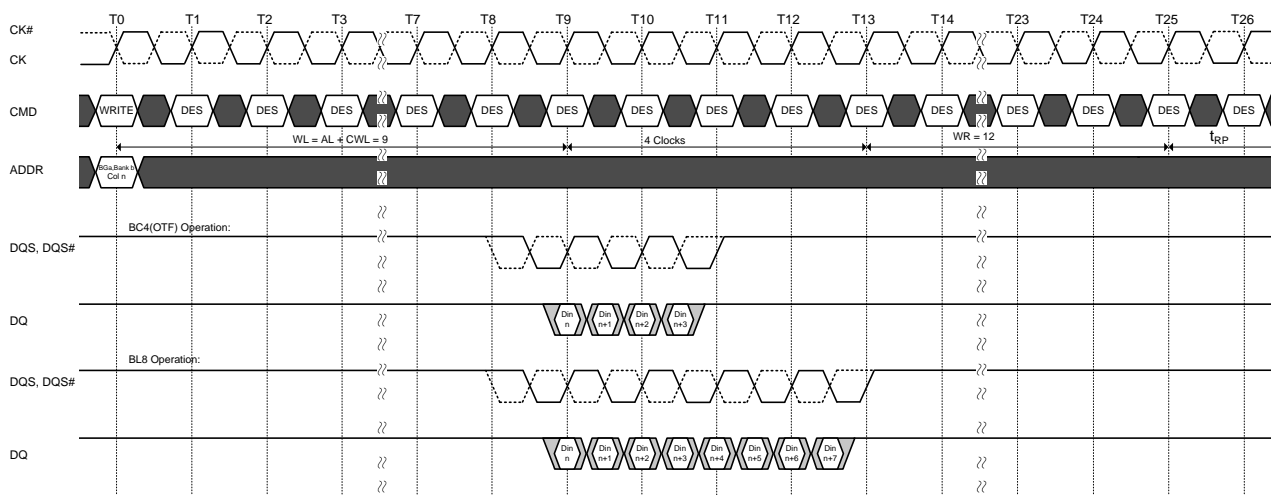 T0 T1 T2 T3 T7 T8 T9 T10 T11 T12 T13 T14 T23 T24 T25 T26
CK#
CK
CMD WRITE DES DES DES DES DES DES DES DES DES DES DES DES DES DES DES
WL = AL + CWL = 9 4 Clocks WR = 12 tRP
ADDR BGa,Bank b
Col n
BC4(OTF) Operation:
DQS, DQS#
DQ Din n Din n+1 Din n+2 Din n+3
BL8 Operation:
DQS, DQS#
DQ Din n Din n+1 Din n+2 Din n+3 Din n+4 Din n+5 Din n+6 Din n+7